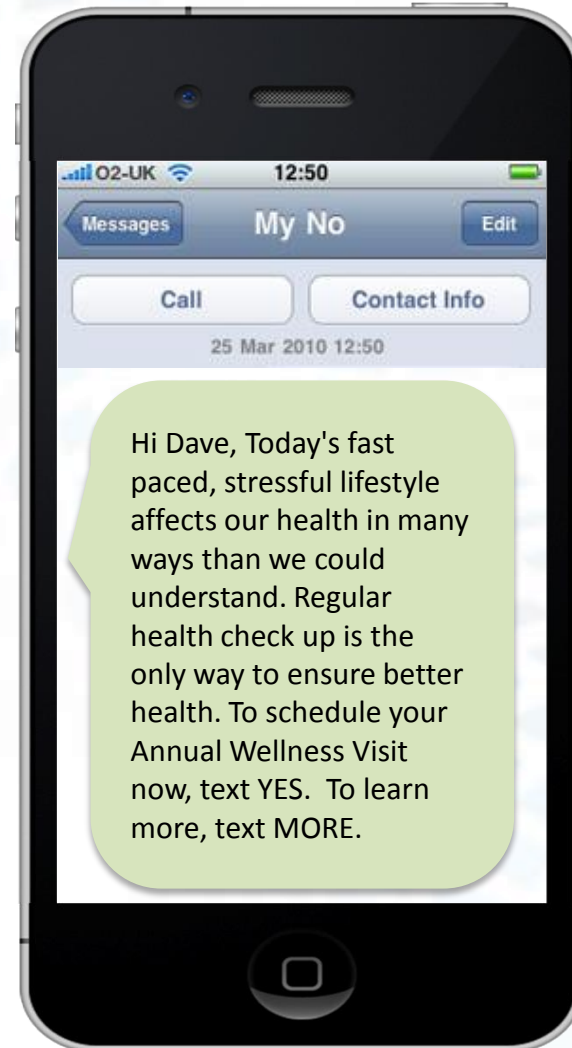 O2-UK 12:50
Messages My No Edit
Call Contact Info
25 Mar 2010 12:50
Hi Dave, Today's fast
paced, stressful lifestyle
affects our health in many
ways than we could
understand. Regular
health check up is the
only way to ensure better
health. To schedule your
Annual Wellness Visit
now, text YES.  To learn
more, text MORE.